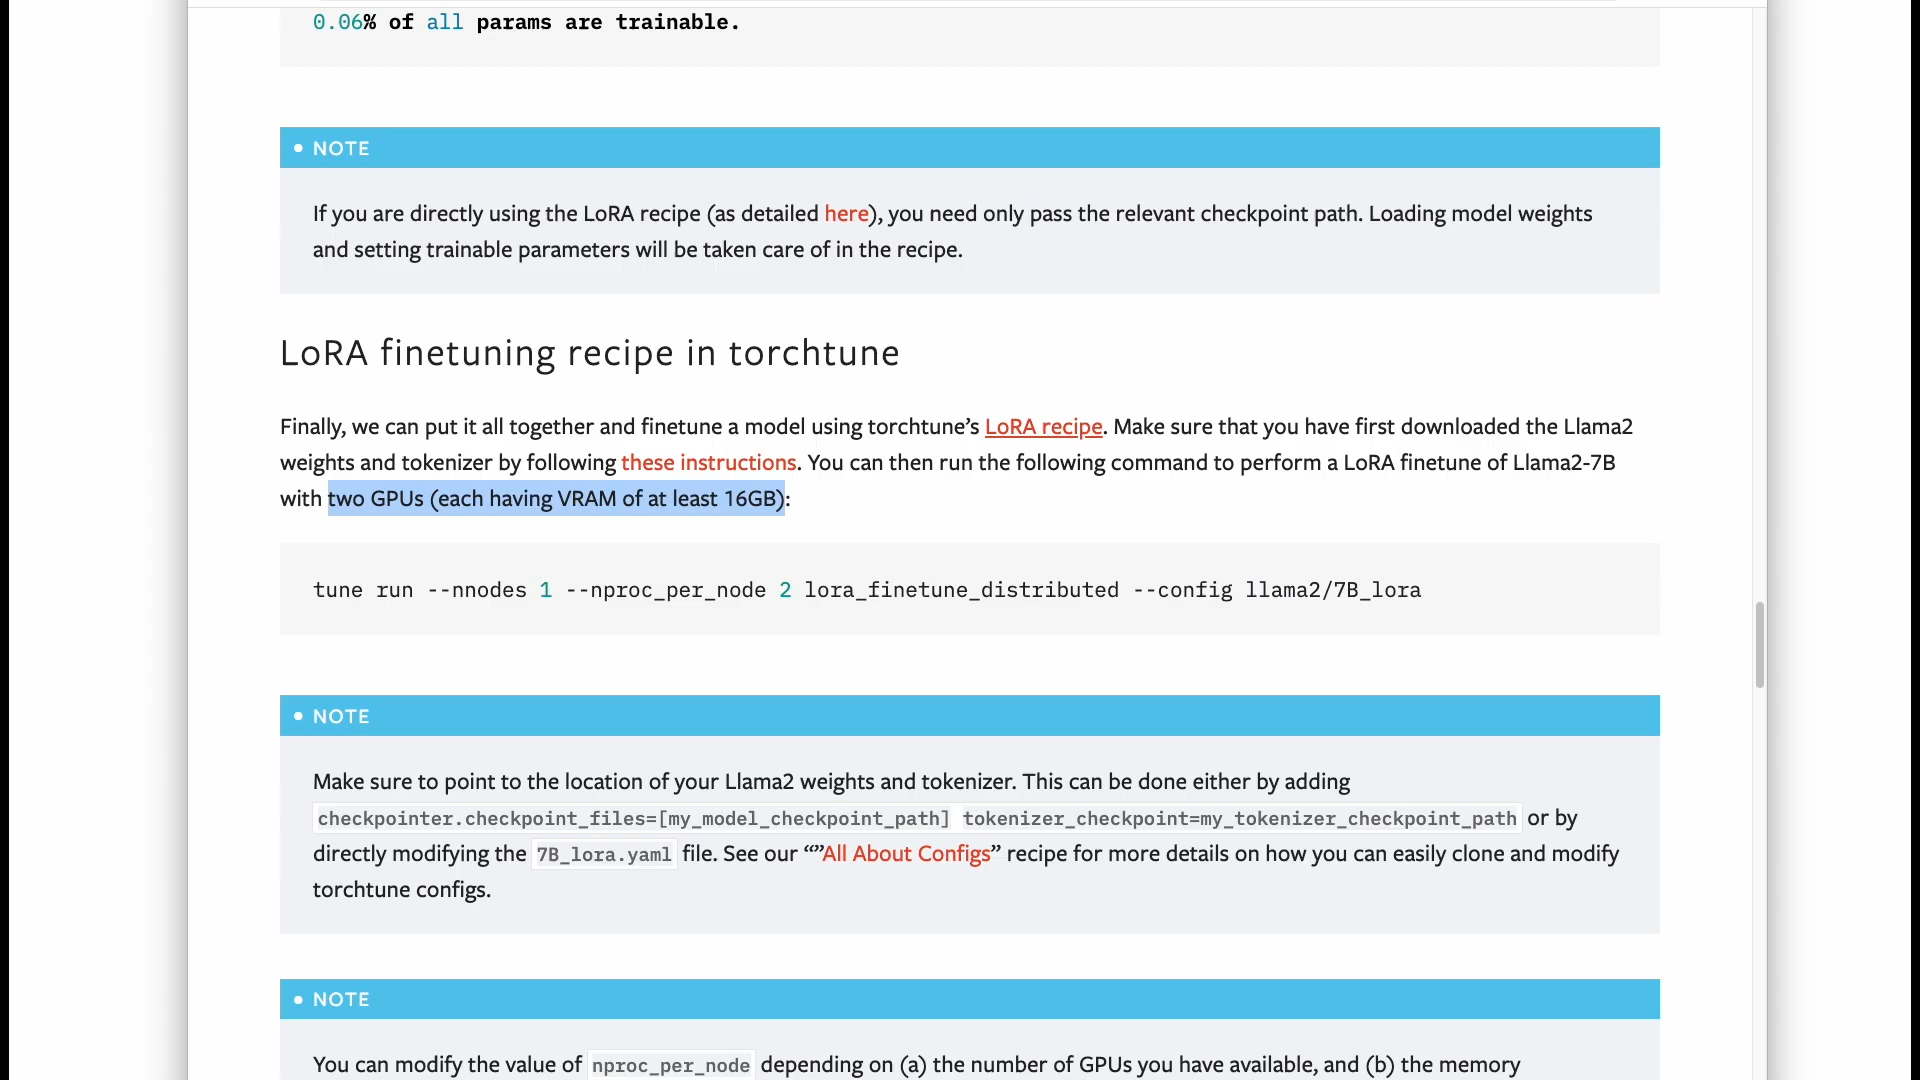 0.06% of all params are trainable.
• NOTE
If you are directly using the LoRA recipe (as detailed here), you need only pass the relevant checkpoint path. Loading model weights
and setting trainable parameters will be taken care of in the recipe.
LoRA finetuning recipe in torchtune
Finally, we can put it all together and finetune a model using torchtune’s LoRA recipe. Make sure that you have first downloaded the Llama2
weights and tokenizer by following these instructions. You can then run the following command to perform a LoRA finetune of Llama2-7B
with two GPUs (each having VRAM of at least 16GB):
tune run --nnodes 1 --nproc_per_node 2 lora_finetune_distributed --config llama2/7B_lora
• NOTE
Make sure to point to the location of your Llama2 weights and tokenizer. This can be done either by adding
checkpointer.checkpoint_files=[my_model_checkpoint_path] tokenizer_checkpoint=my_tokenizer_checkpoint_path or by
directly modifying the 7B_lora.yaml file. See our “”All About Configs” recipe for more details on how you can easily clone and modify
torchtune configs.
• NOTE
You can modify the value of nproc_per_node depending on (a) the number of GPUs you have available, and (b) the memory